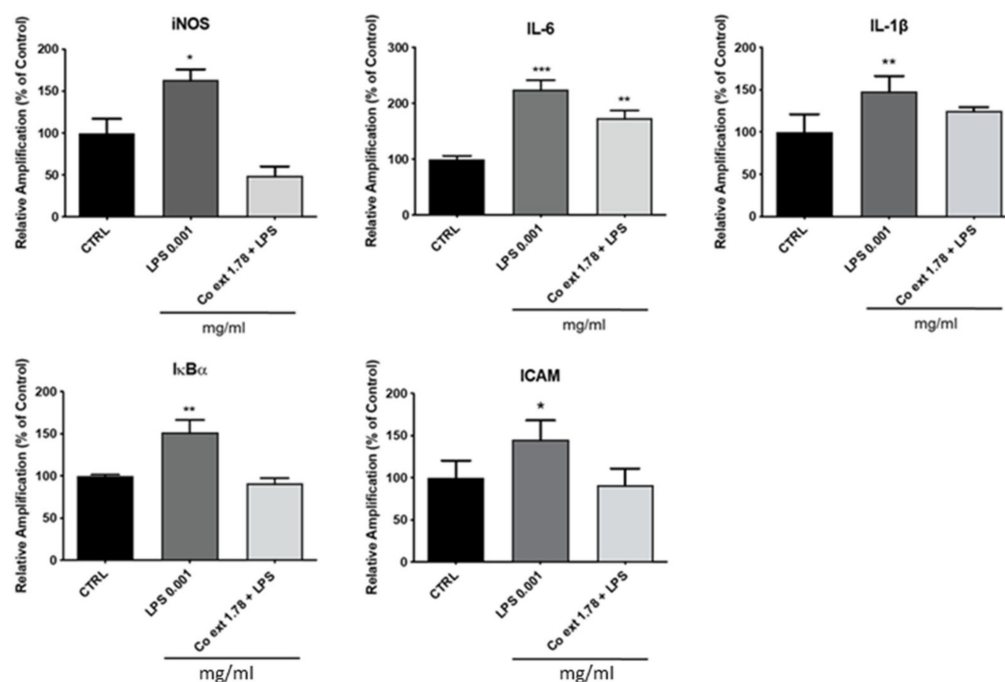 iNOS
Relative Amplification (% of Control)
200
150
100
50
0
*
CTRL
LPS 0.001
Co ext 1.78 + LPS
mg/ml
IL-6
Relative Amplification (% of Control)
300
200
100
0
***
**
CTRL
LPS 0.001
Co ext 1.78 + LPS
mg/ml
IL-1β
Relative Amplification (% of Control)
200
150
100
50
0
**
CTRL
LPS 0.001
Co ext 1.78 + LPS
mg/ml
IκBα
Relative Amplification (% of Control)
200
150
100
50
0
**
CTRL
LPS 0.001
Co ext 1.78 + LPS
mg/ml
ICAM
Relative Amplification (% of Control)
200
150
100
50
0
*
CTRL
LPS 0.001
Co ext 1.78 + LPS
mg/ml